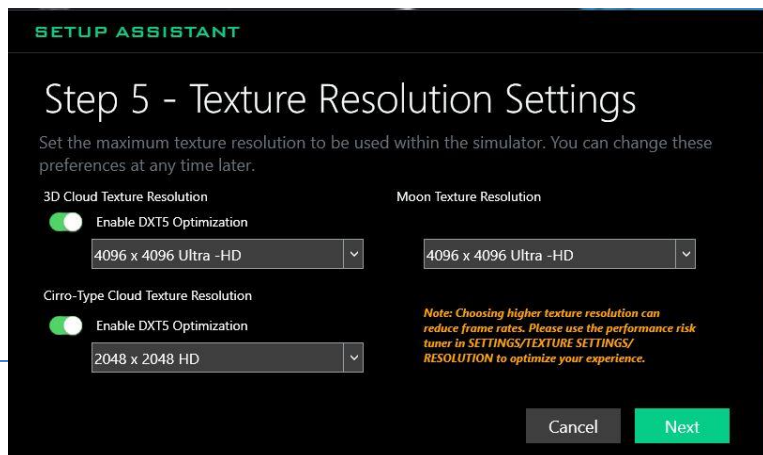 SETUP ASSISTANT
Step 5 - Texture Resolution Settings
Set the maximum texture resolution to be used within the simulator. You can change these
preferences at any time later.
3D Cloud Texture Resolution
Enable DXT5 Optimization
4096 x 4096 Ultra -HD
Moon Texture Resolution
4096 x 4096 Ultra -HD
Cirro-Type Cloud Texture Resolution
Enable DXT5 Optimization
2048 x 2048 HD
Note: Choosing higher texture resolution can
reduce frame rates. Please use the performance risk
tuner in SETTINGS/TEXTURE SETTINGS/
RESOLUTION to optimize your experience.
Cancel
Next